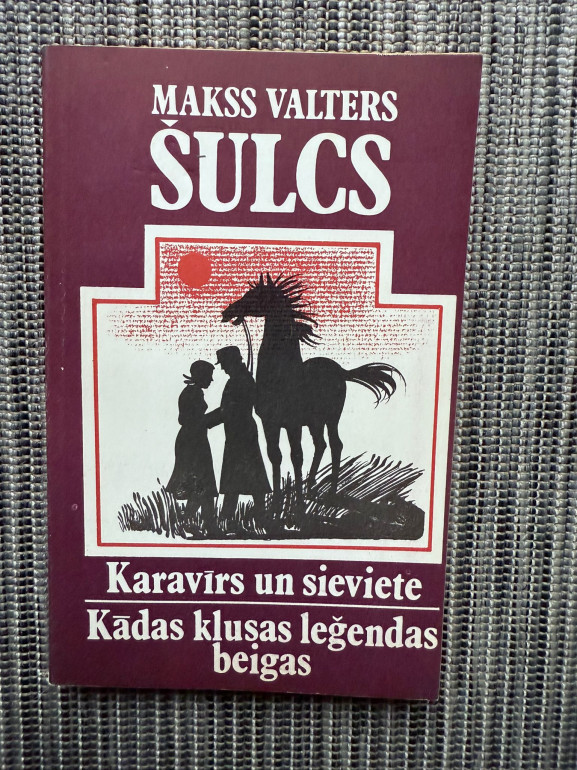 MAKSS VALTERS
ŠULCS
Karavīrs un sieviete
Kādas klusas leģendas
beigas